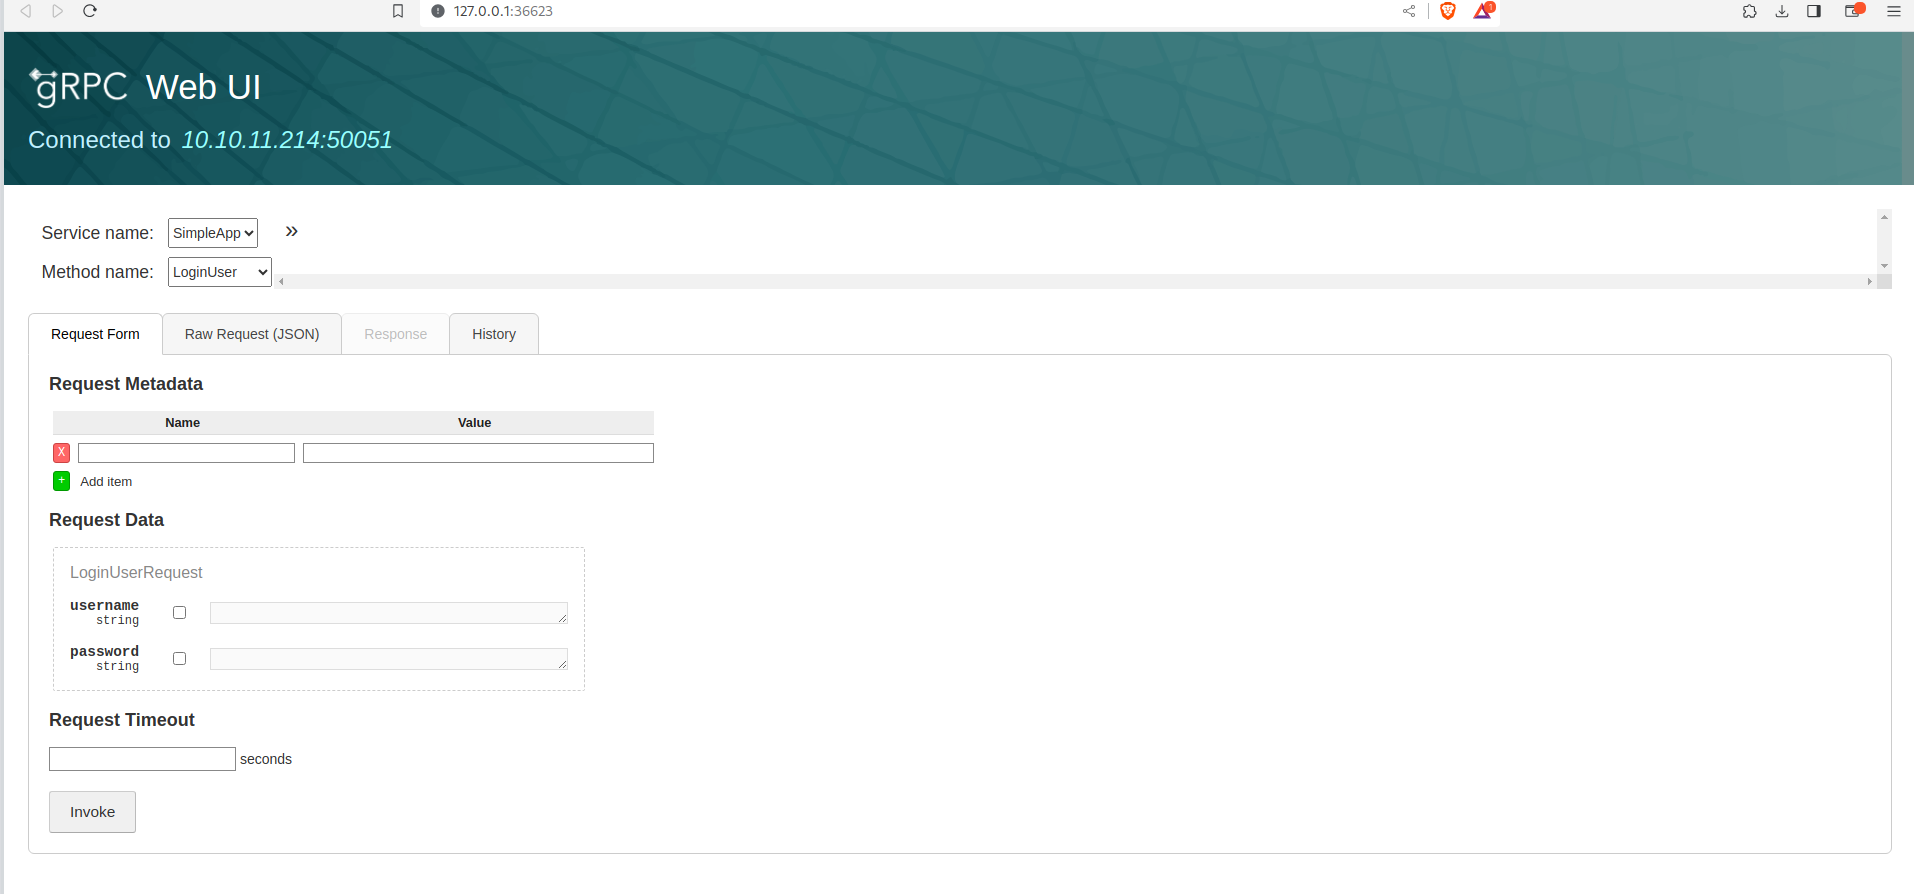 127.0.0.1:36623
1
gRPC Web UI
Connected to 10.10.11.214:50051
Service name: SimpleApp »
Method name: LoginUser
Request Form Raw Request (JSON) Response History
Request Metadata
Name Value
X
+ Add item
Request Data
LoginUserRequest
username
string
password
string
Request Timeout
seconds
Invoke